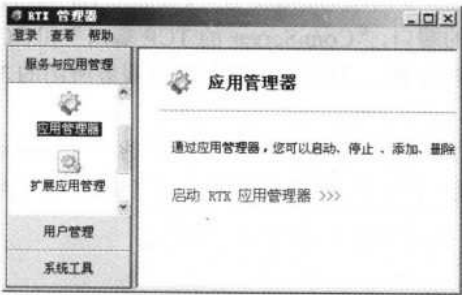 RTX 管理器
登录 查看 帮助
服务与应用管理
应用管理器
扩展应用管理
用户管理
系统工具
应用管理器
通过应用管理器，您可以启动、停止 、添加、删除
启动 RTX 应用管理器 >>>